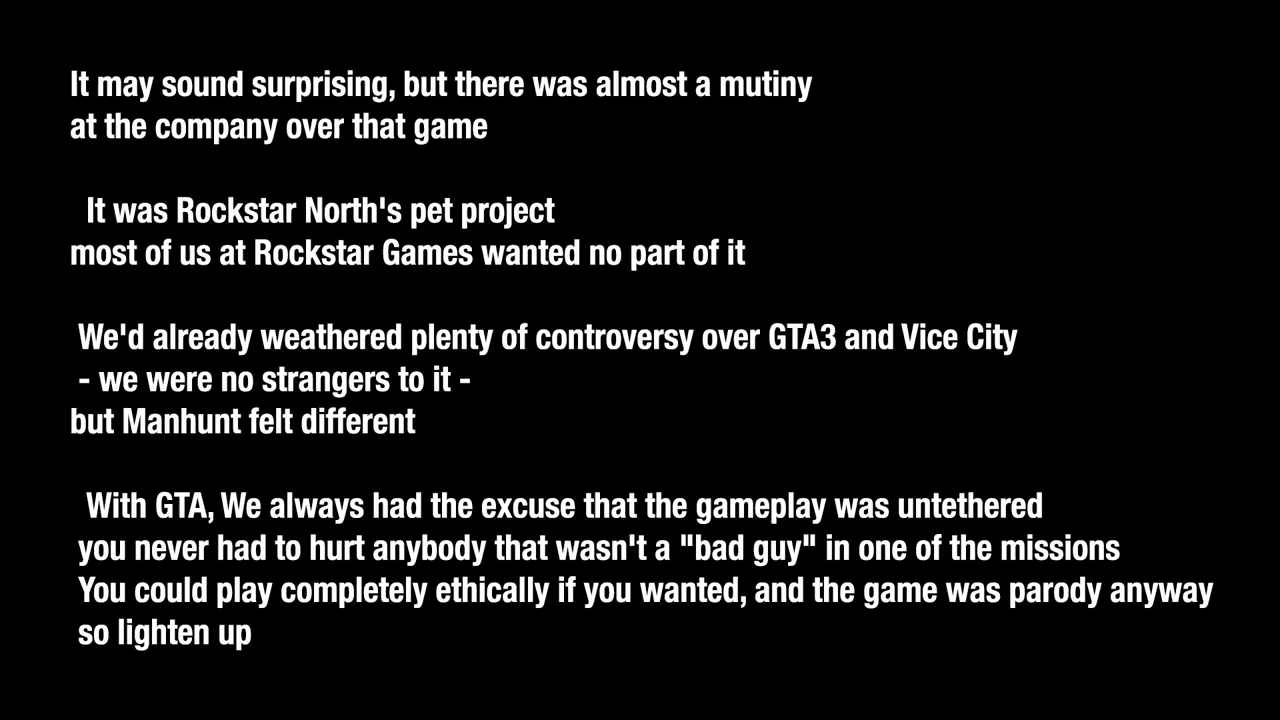 It may sound surprising, but there was almost a mutiny
at the company over that game
It was Rockstar North's pet project
most of us at Rockstar Games wanted no part of it
We'd already weathered plenty of controversy over GTA3 and Vice City
- we were no strangers to it -
but Manhunt felt different
With GTA, We always had the excuse that the gameplay was untethered
you never had to hurt anybody that wasn't a "bad guy" in one of the missions
You could play completely ethically if you wanted, and the game was parody anyway
so lighten up